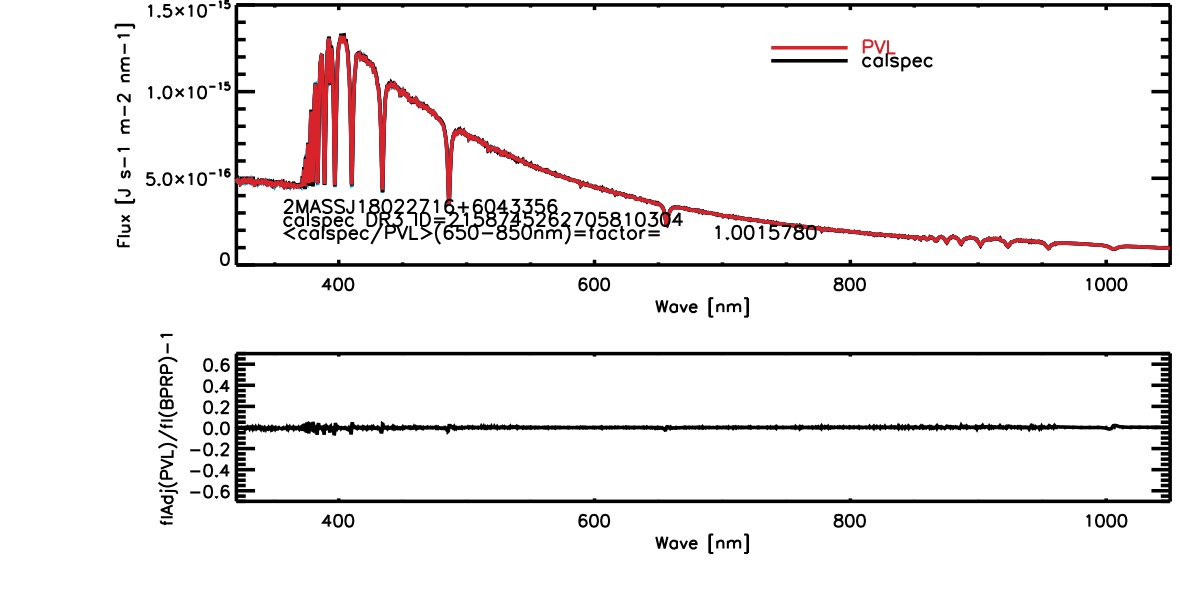 1.5×10−15
1.0×10−15
5.0×10−16
0
Flux [J s−1 m−2 nm−1]
PVL
calspec
2MASSJ18022716+6043356
calspec DR3 ID=2158745262705810304
<calspec/PVL>(650−850nm)=factor= 1.0015780
400 600 800 1000
Wave [nm]
flAdj(PVL)/fl(BPRP)−1
0.6
0.4
0.2
0.0
−0.2
−0.4
−0.6
400 600 800 1000
Wave [nm]